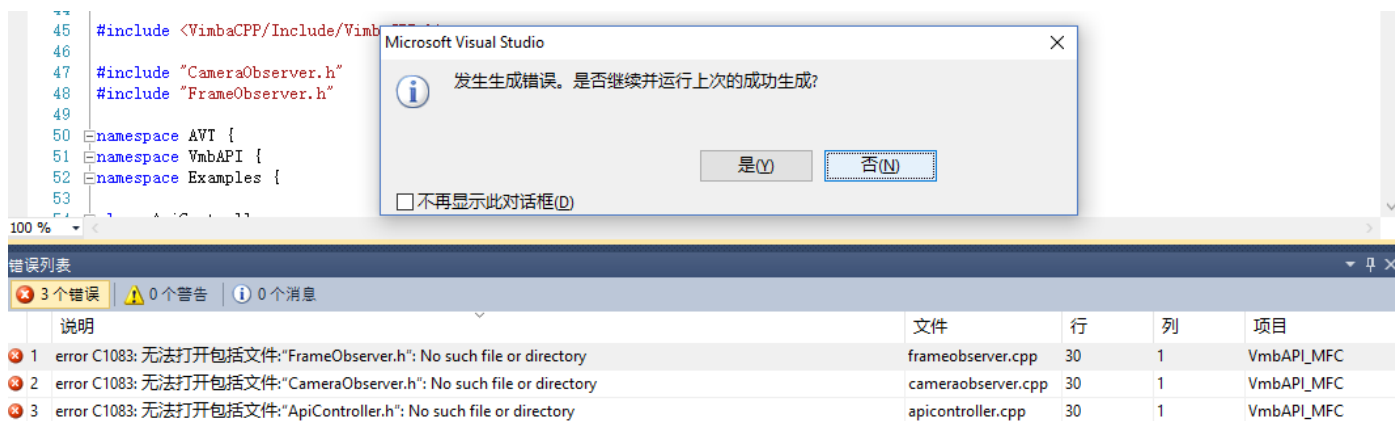 44
45 #include <VimbaCPP/Include/Vimb
46
47 #include "CameraObserver.h"
48 #include "FrameObserver.h"
49
50 namespace AVT {
51 namespace VmbAPI {
52 namespace Examples {
53
Microsoft Visual Studio
发生生成错误。是否继续并运行上次的成功生成?
是(Y) 否(N)
不再显示此对话框(D)
100 %
错误列表
3 个错误 0 个警告 0 个消息
说明 文件 行 列 项目
1 error C1083: 无法打开包括文件:“FrameObserver.h”: No such file or directory frameobserver.cpp 30 1 VmbAPI_MFC
2 error C1083: 无法打开包括文件:“CameraObserver.h”: No such file or directory cameraobserver.cpp 30 1 VmbAPI_MFC
3 error C1083: 无法打开包括文件:“ApiController.h”: No such file or directory apicontroller.cpp 30 1 VmbAPI_MFC